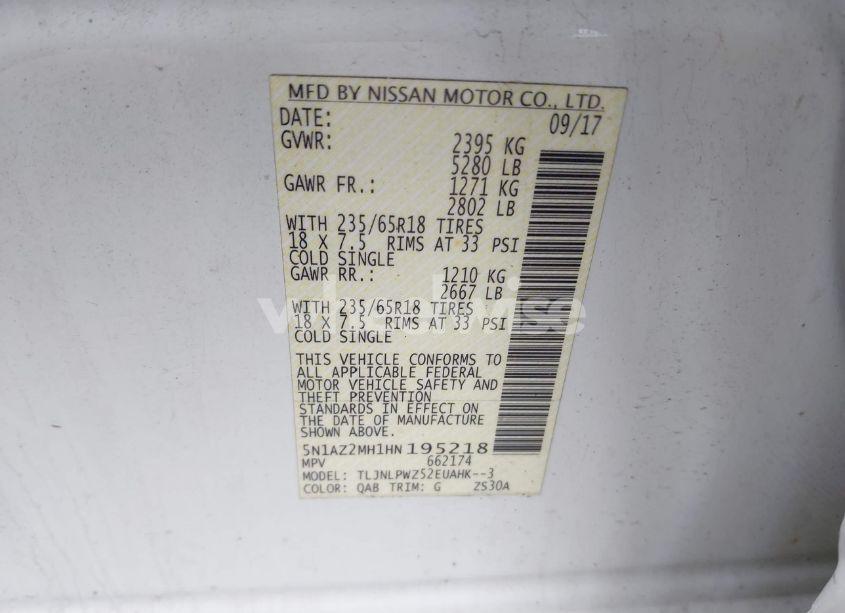 MFD BY NISSAN MOTOR CO., LTD.
DATE: 09/17
GVWR: 2395 KG
5280 LB
GAWR FR.: 1271 KG
2802 LB
WITH 235/65R18 TIRES
18 X 7.5 RIMS AT 33 PSI
COLD SINGLE
GAWR RR.: 1210 KG
2667 LB
WITH 235/65R18 TIRES
18 X 7.5 RIMS AT 33 PSI
COLD SINGLE
wheelwise
THIS VEHICLE CONFORMS TO
ALL APPLICABLE FEDERAL
MOTOR VEHICLE SAFETY AND
THEFT PREVENTION
STANDARDS IN EFFECT ON
THE DATE OF MANUFACTURE
SHOWN ABOVE.
5N1AZ2MH1HN195218
MPV 662174
MODEL: TLJNLPWZ52EUAHK--3
COLOR: QAB TRIM: G ZS30A